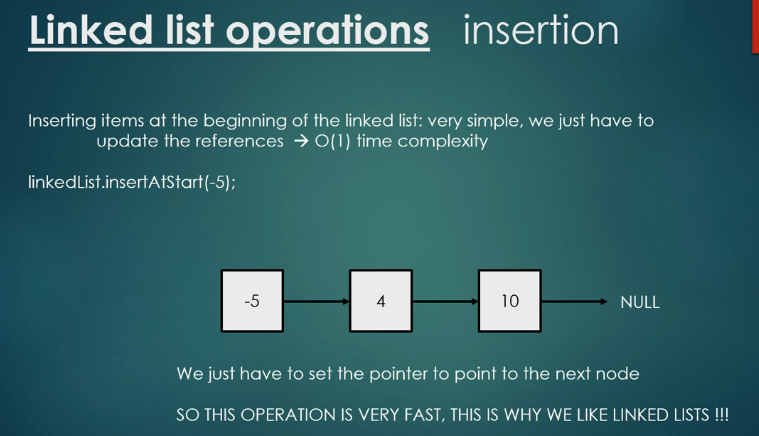 Linked list operations insertion
Inserting items at the beginning of the linked list: very simple, we just have to
update the references → O(1) time complexity
linkedList.insertAtStart(-5);
-5 4 10 NULL
We just have to set the pointer to point to the next node
SO THIS OPERATION IS VERY FAST, THIS IS WHY WE LIKE LINKED LISTS !!!